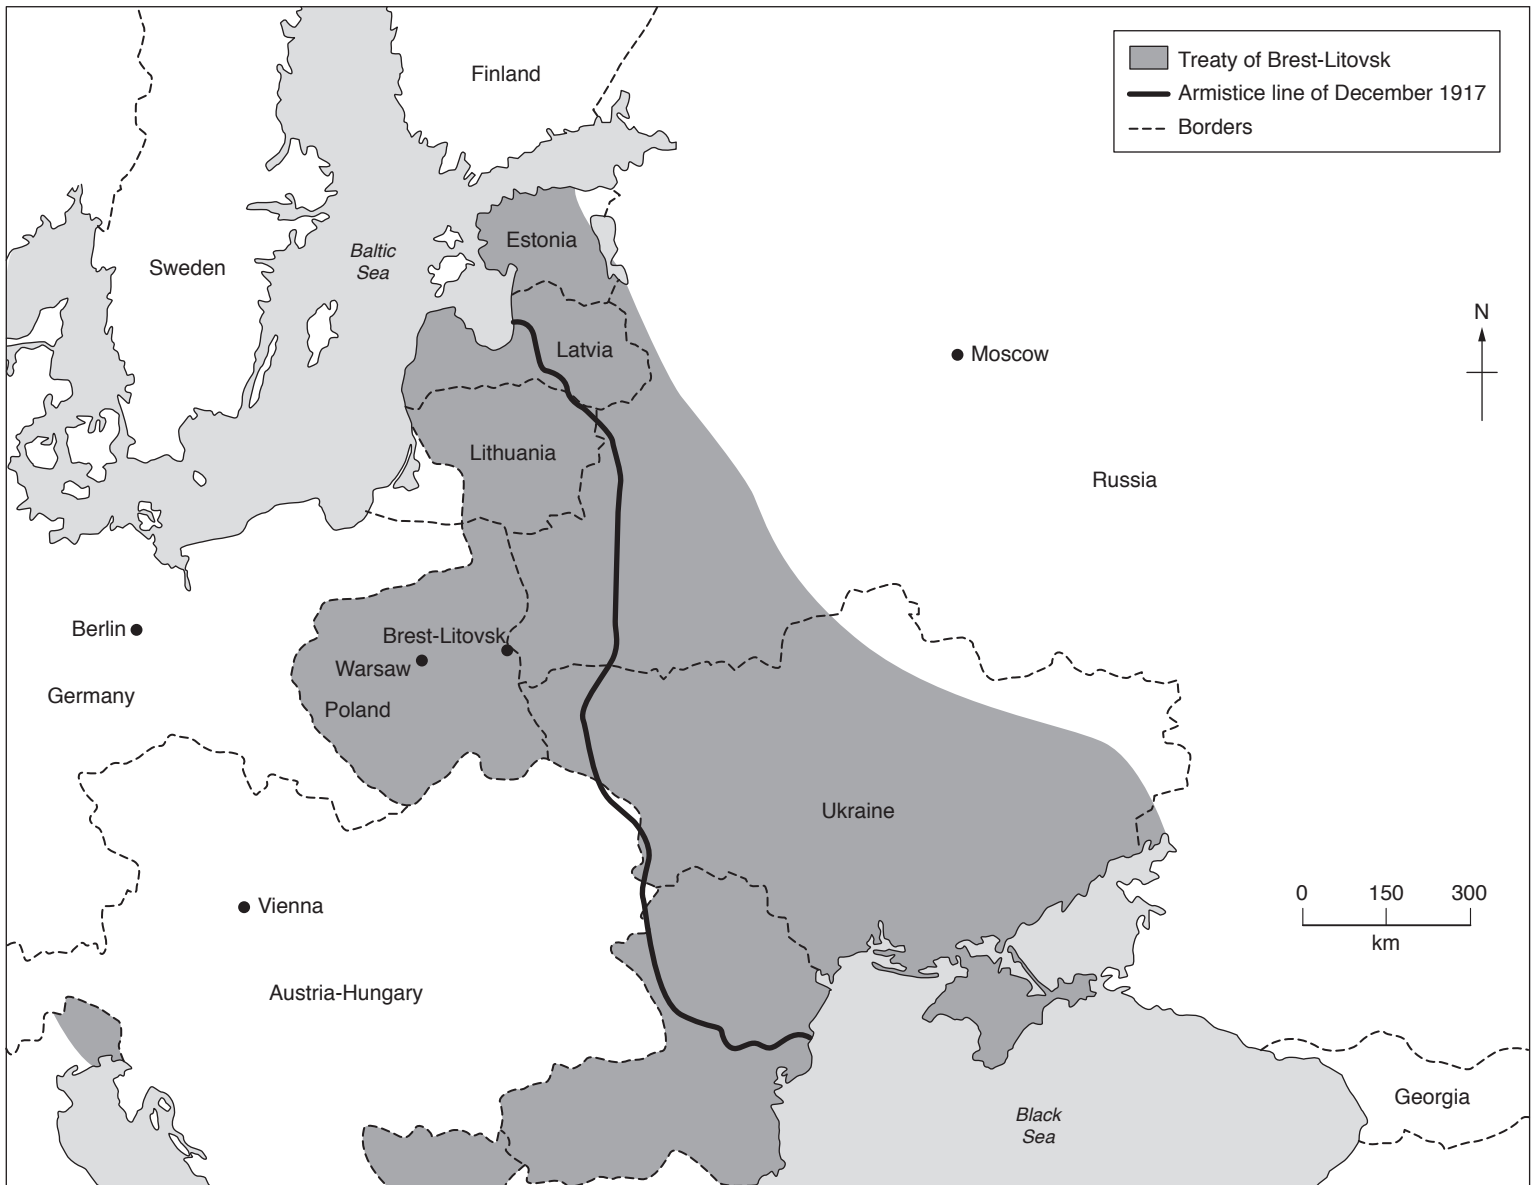 Finland
Treaty of Brest-Litovsk
Armistice line of December 1917
Borders
Estonia
Baltic
Sea
Sweden
N
Latvia
Moscow
Lithuania
Russia
Berlin
Brest-Litovsk
Warsaw
Germany
Poland
Ukraine
0 150 300
km
Vienna
Austria-Hungary
Georgia
Black
Sea